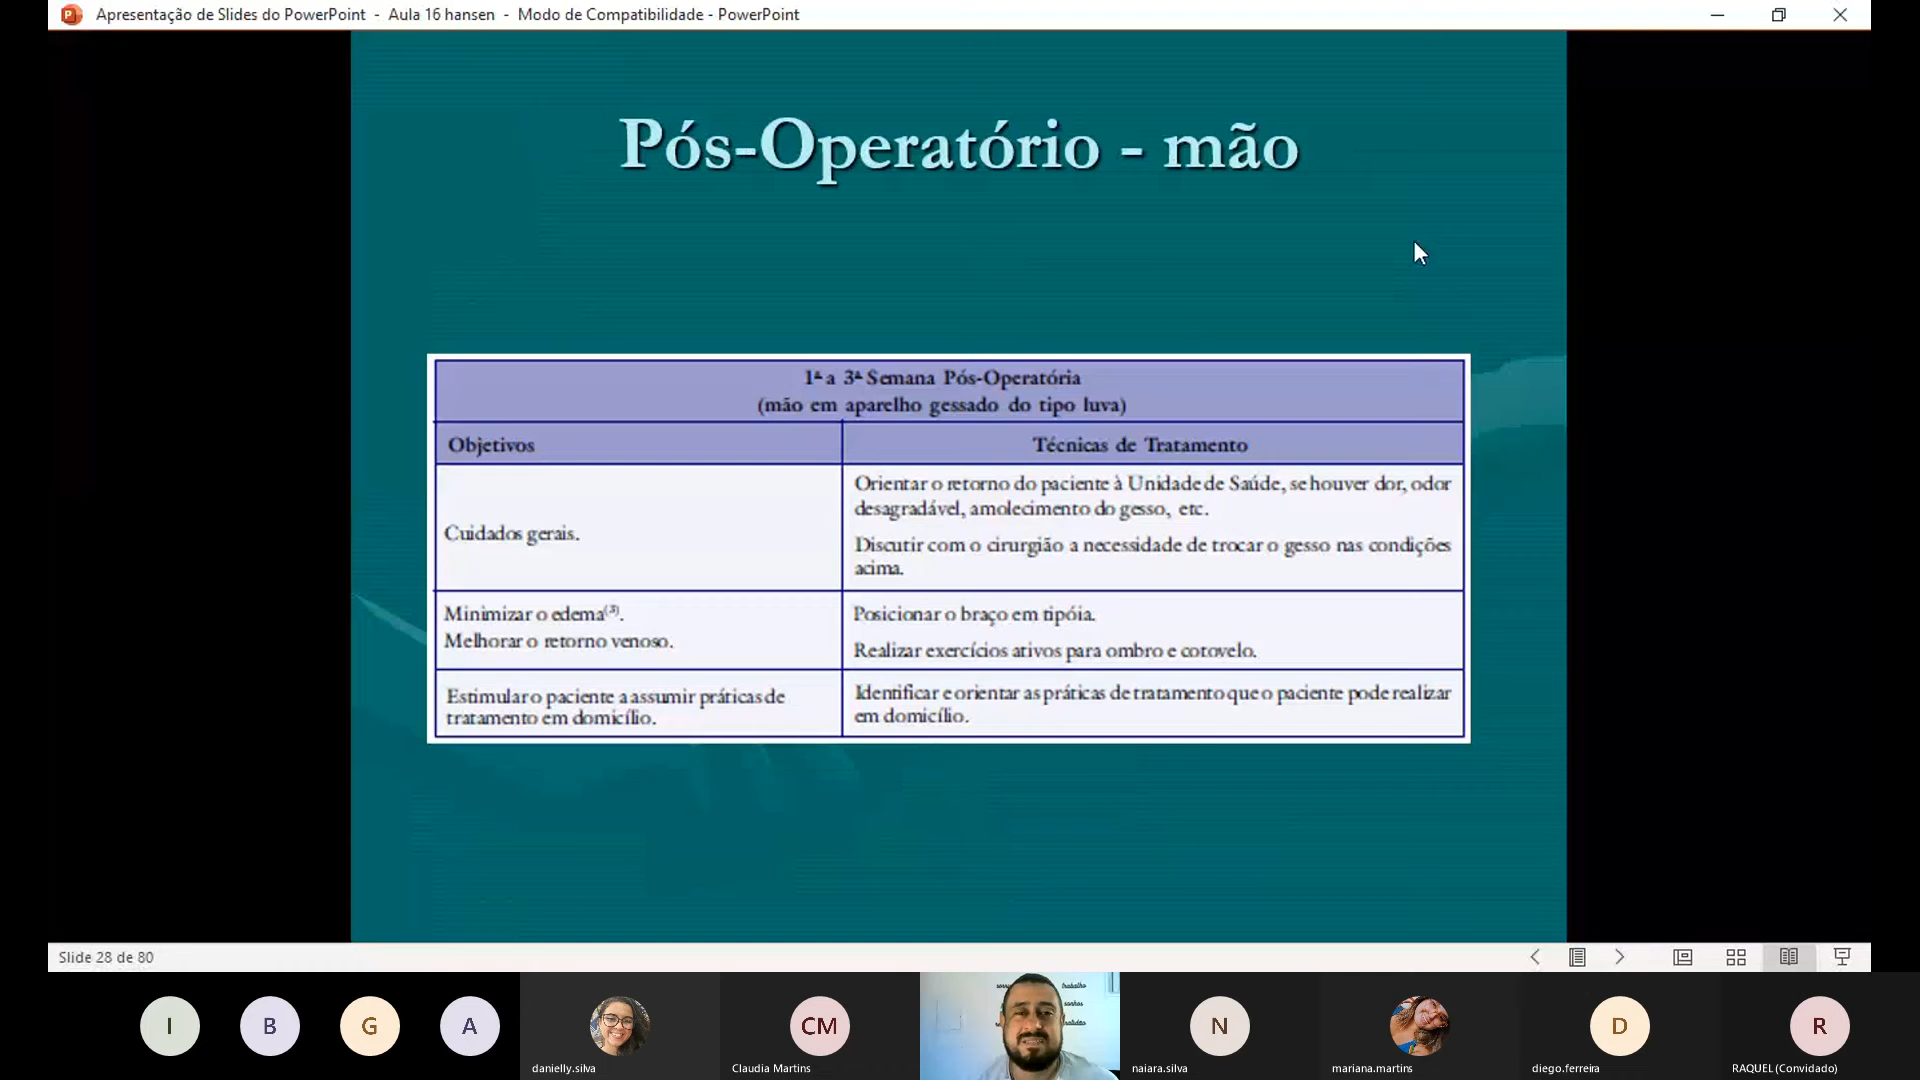 Apresentação de Slides do PowerPoint - Aula 16 hansen - Modo de Compatibilidade - PowerPoint
Pós-Operatório - mão
1ª a 3ª Semana Pós-Operatória
(mão em aparelho gessado do tipo luva)
Objetivos
Técnicas de Tratamento
Cuidados gerais.
Orientar o retorno do paciente à Unidade de Saúde, se houver dor, odor
desagradável, amolecimento do gesso, etc.
Discutir com o cirurgião a necessidade de trocar o gesso nas condições
acima.
Minimizar o edema(3).
Melhorar o retorno venoso.
Posicionar o braço em tipóia.
Realizar exercícios ativos para ombro e cotovelo.
Estimular o paciente a assumir práticas de
tratamento em domicílio.
Identificar e orientar as práticas de tratamento que o paciente pode realizar
em domicílio.
Slide 28 de 80
I
B
G
A
danielly.silva
CM
Claudia Martins
trabalho
sonhos
N
naiara.silva
mariana.martins
D
diego.ferreira
R
RAQUEL (Convidado)